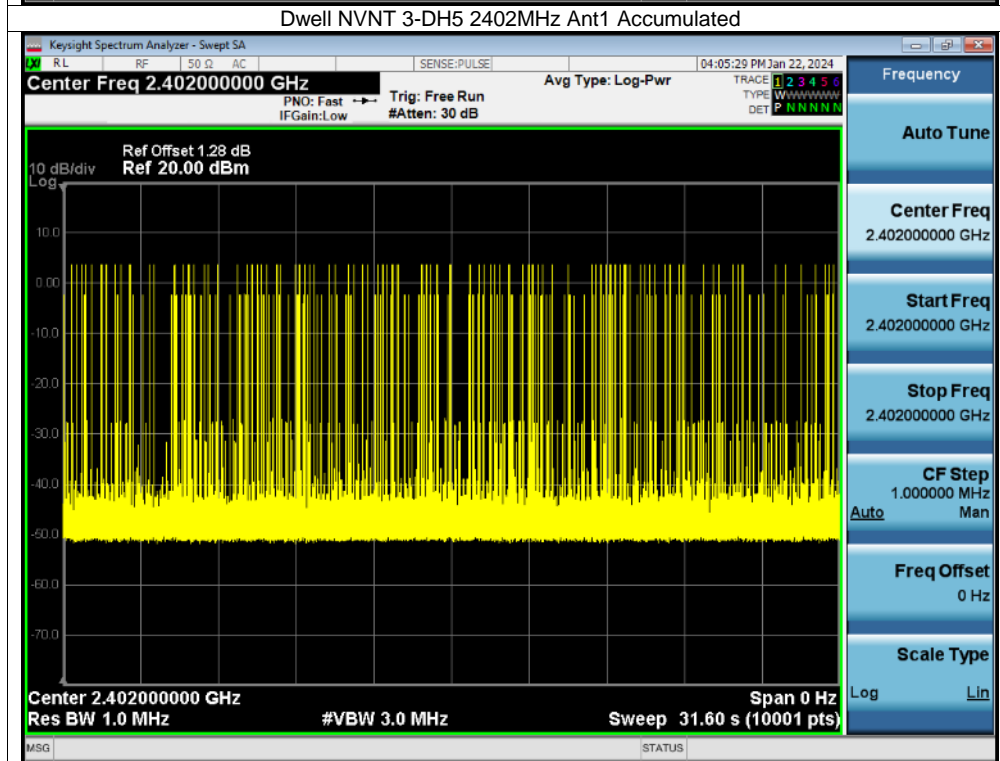 Dwell NVNT 3-DH5 2402MHz Ant1 Accumulated
Keysight Spectrum Analyzer - Swept SA
LXI RL RF 50 Ω AC SENSE:PULSE 04:05:29 PM Jan 22, 2024
Center Freq 2.402000000 GHz Avg Type: Log-Pwr TRACE 1 2 3 4 5 6
PNO: Fast Trig: Free Run TYPE WWWWWW
IFGain:Low #Atten: 30 dB DET P N N N N N
Ref Offset 1.28 dB
10 dB/div Ref 20.00 dBm
Log
10.0
0.00
-10.0
-20.0
-30.0
-40.0
-50.0
-60.0
-70.0
Center 2.402000000 GHz Span 0 Hz
Res BW 1.0 MHz #VBW 3.0 MHz Sweep 31.60 s (10001 pts)
MSG STATUS
Frequency
Auto Tune
Center Freq
2.402000000 GHz
Start Freq
2.402000000 GHz
Stop Freq
2.402000000 GHz
CF Step
1.000000 MHz
Auto Man
Freq Offset
0 Hz
Scale Type
Log Lin